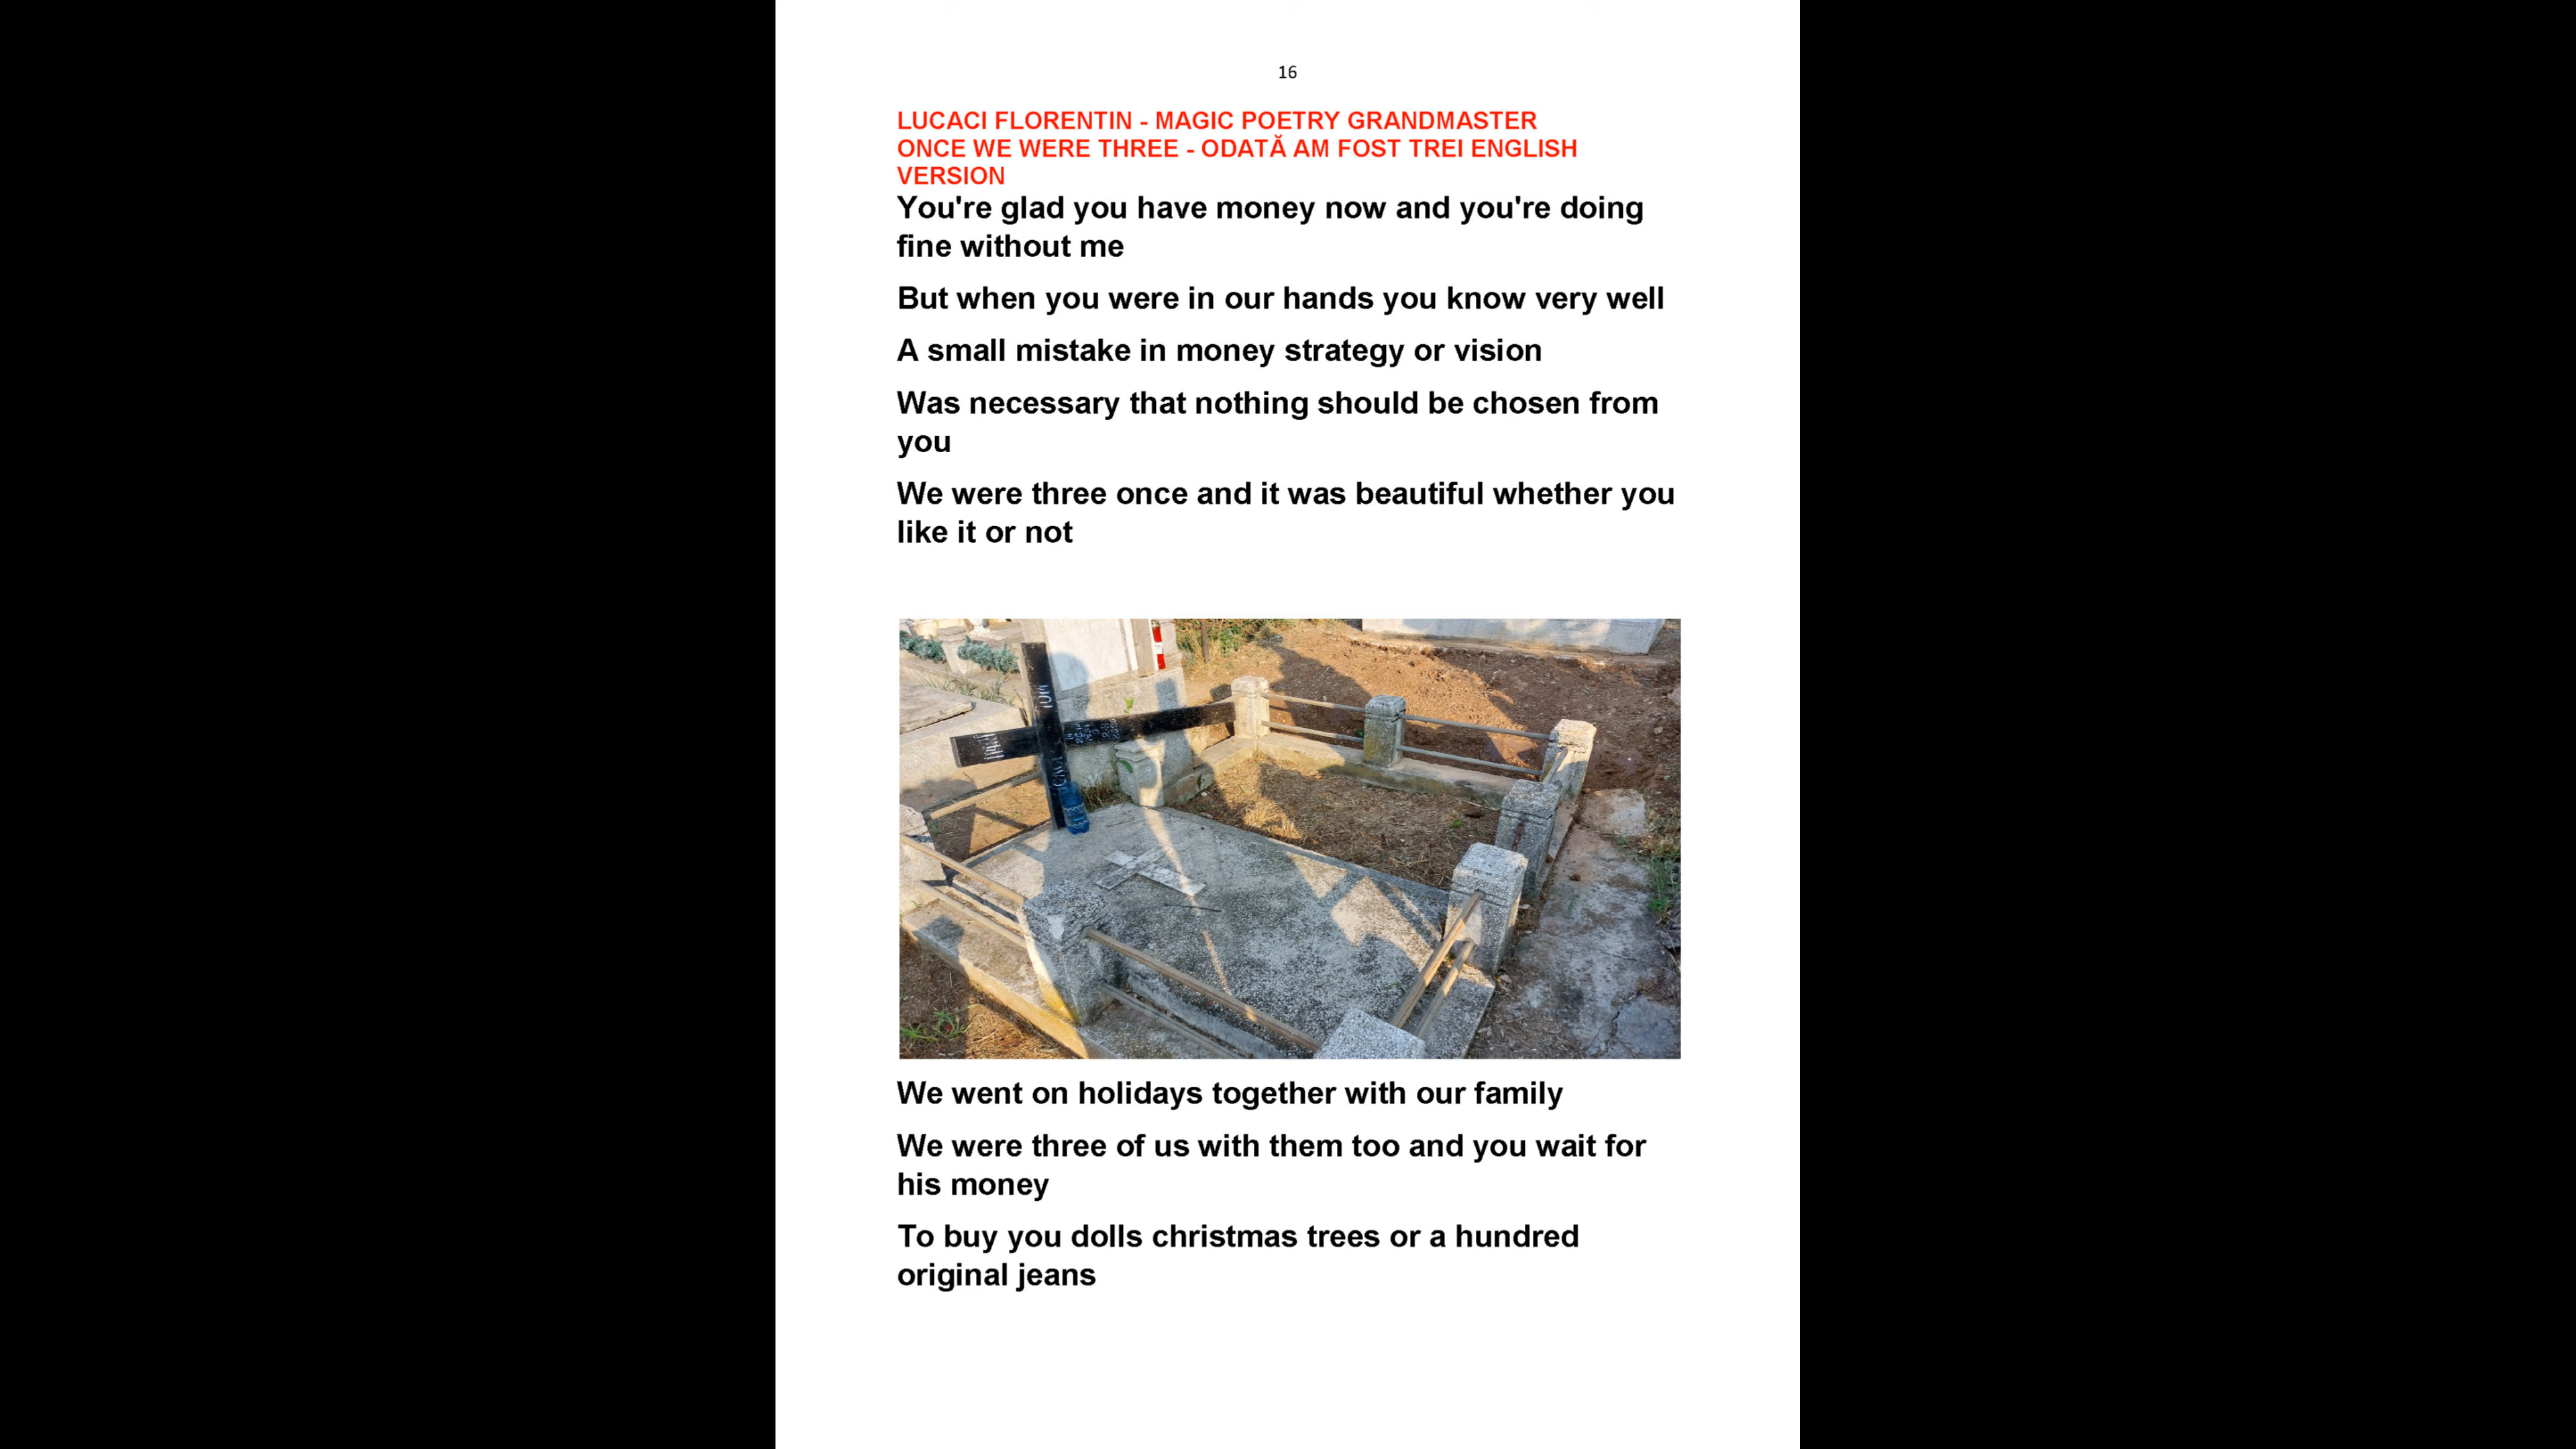 16
LUCACI FLORENTIN - MAGIC POETRY GRANDMASTER
ONCE WE WERE THREE - ODATĂ AM FOST TREI ENGLISH
VERSION
You're glad you have money now and you're doing
fine without me
But when you were in our hands you know very well
A small mistake in money strategy or vision
Was necessary that nothing should be chosen from
you
We were three once and it was beautiful whether you
like it or not
We went on holidays together with our family
We were three of us with them too and you wait for
his money
To buy you dolls christmas trees or a hundred
original jeans